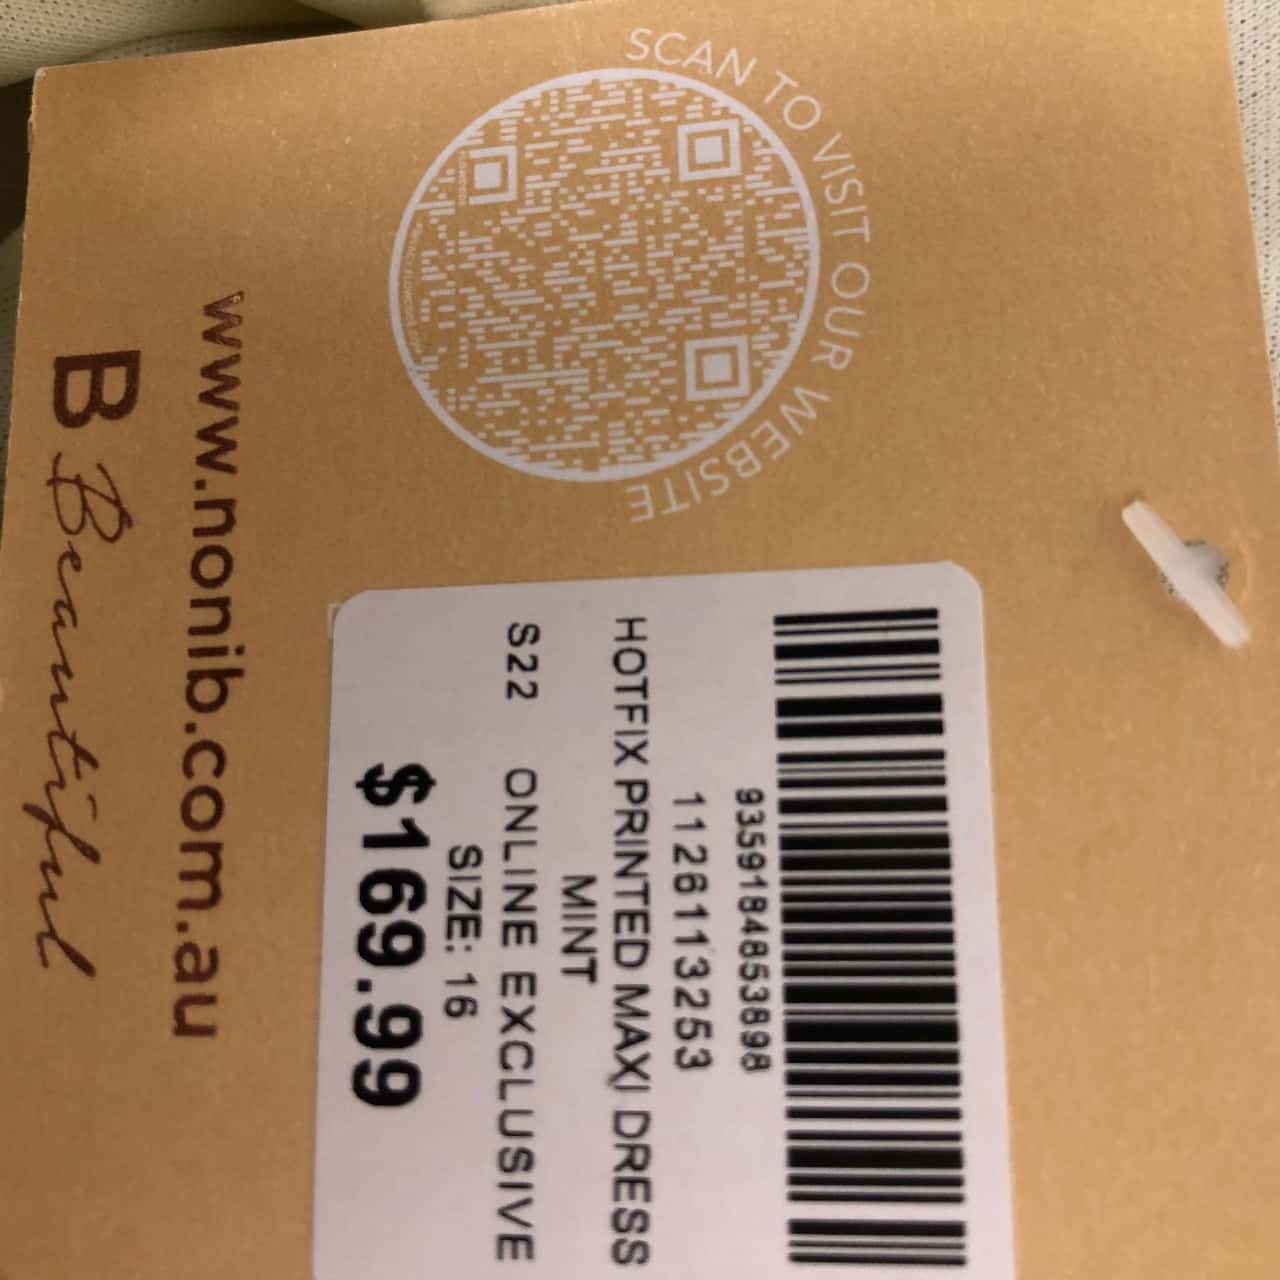 SCAN TO VISIT OUR WEBSITE
9359184853898
1126113253
HOTFIX PRINTED MAXI DRESS
MINT
S22 ONLINE EXCLUSIVE
SIZE: 16
$169.99
www.nonib.com.au
B Beautiful